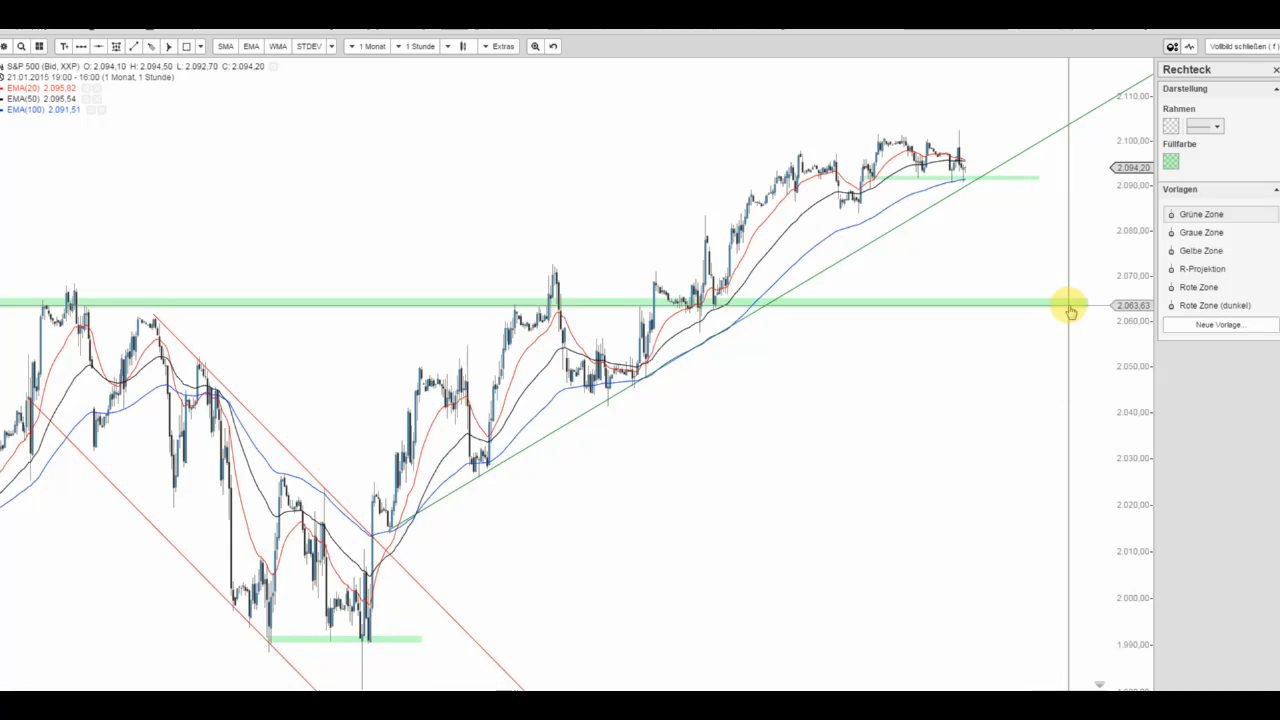 SMA EMA WMA STDEV 1 Monat 1 Stunde Extras Vollbild schließen ( f )
S&P 500 (Bid, XXP) O: 2.094,10 H: 2.094,50 L: 2.092,70 C: 2.094,20
21.01.2015 19:00 - 16:00 (1 Monat, 1 Stunde)
EMA(20) 2.095,62
EMA(50) 2.095,54
EMA(100) 2.091,51
2.110,00
2.100,00
2.094,20
2.090,00
2.080,00
2.070,00
2.063,63
2.060,00
2.050,00
2.040,00
2.030,00
2.020,00
2.010,00
2.000,00
1.990,00
Rechteck
Darstellung
Rahmen
Füllfarbe
Vorlagen
Grüne Zone
Graue Zone
Gelbe Zone
R-Projektion
Rote Zone
Rote Zone (dunkel)
Neue Vorlage...